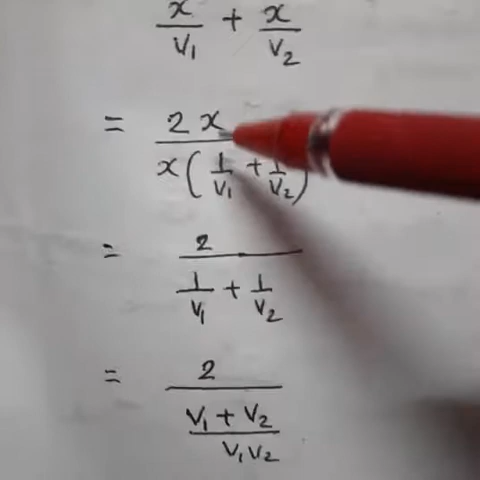 x/V₁ + x/V₂
= 2x / x(1/V₁ + 1/V₂)
= 2 / (1/V₁ + 1/V₂)
= 2 / ((V₁ + V₂) / V₁V₂)